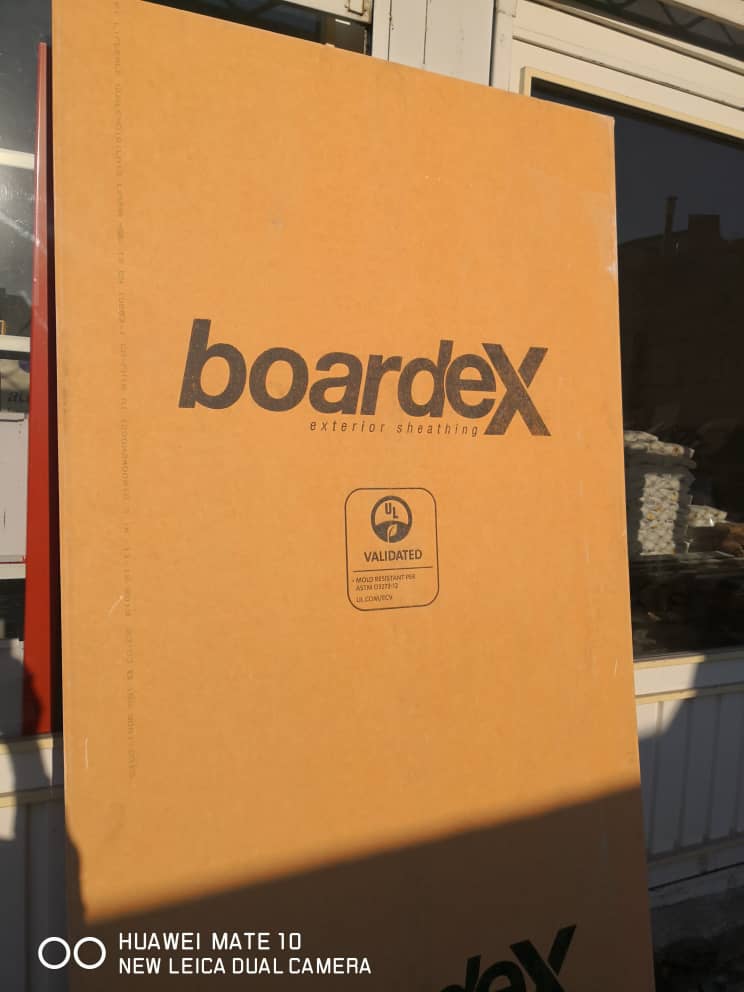 boardex
exterior sheathing
UL
VALIDATED
• MOLD RESISTANT PER
ASTM D3273-12
UL.COM/ECV
dex
HUAWEI MATE 10
NEW LEICA DUAL CAMERA